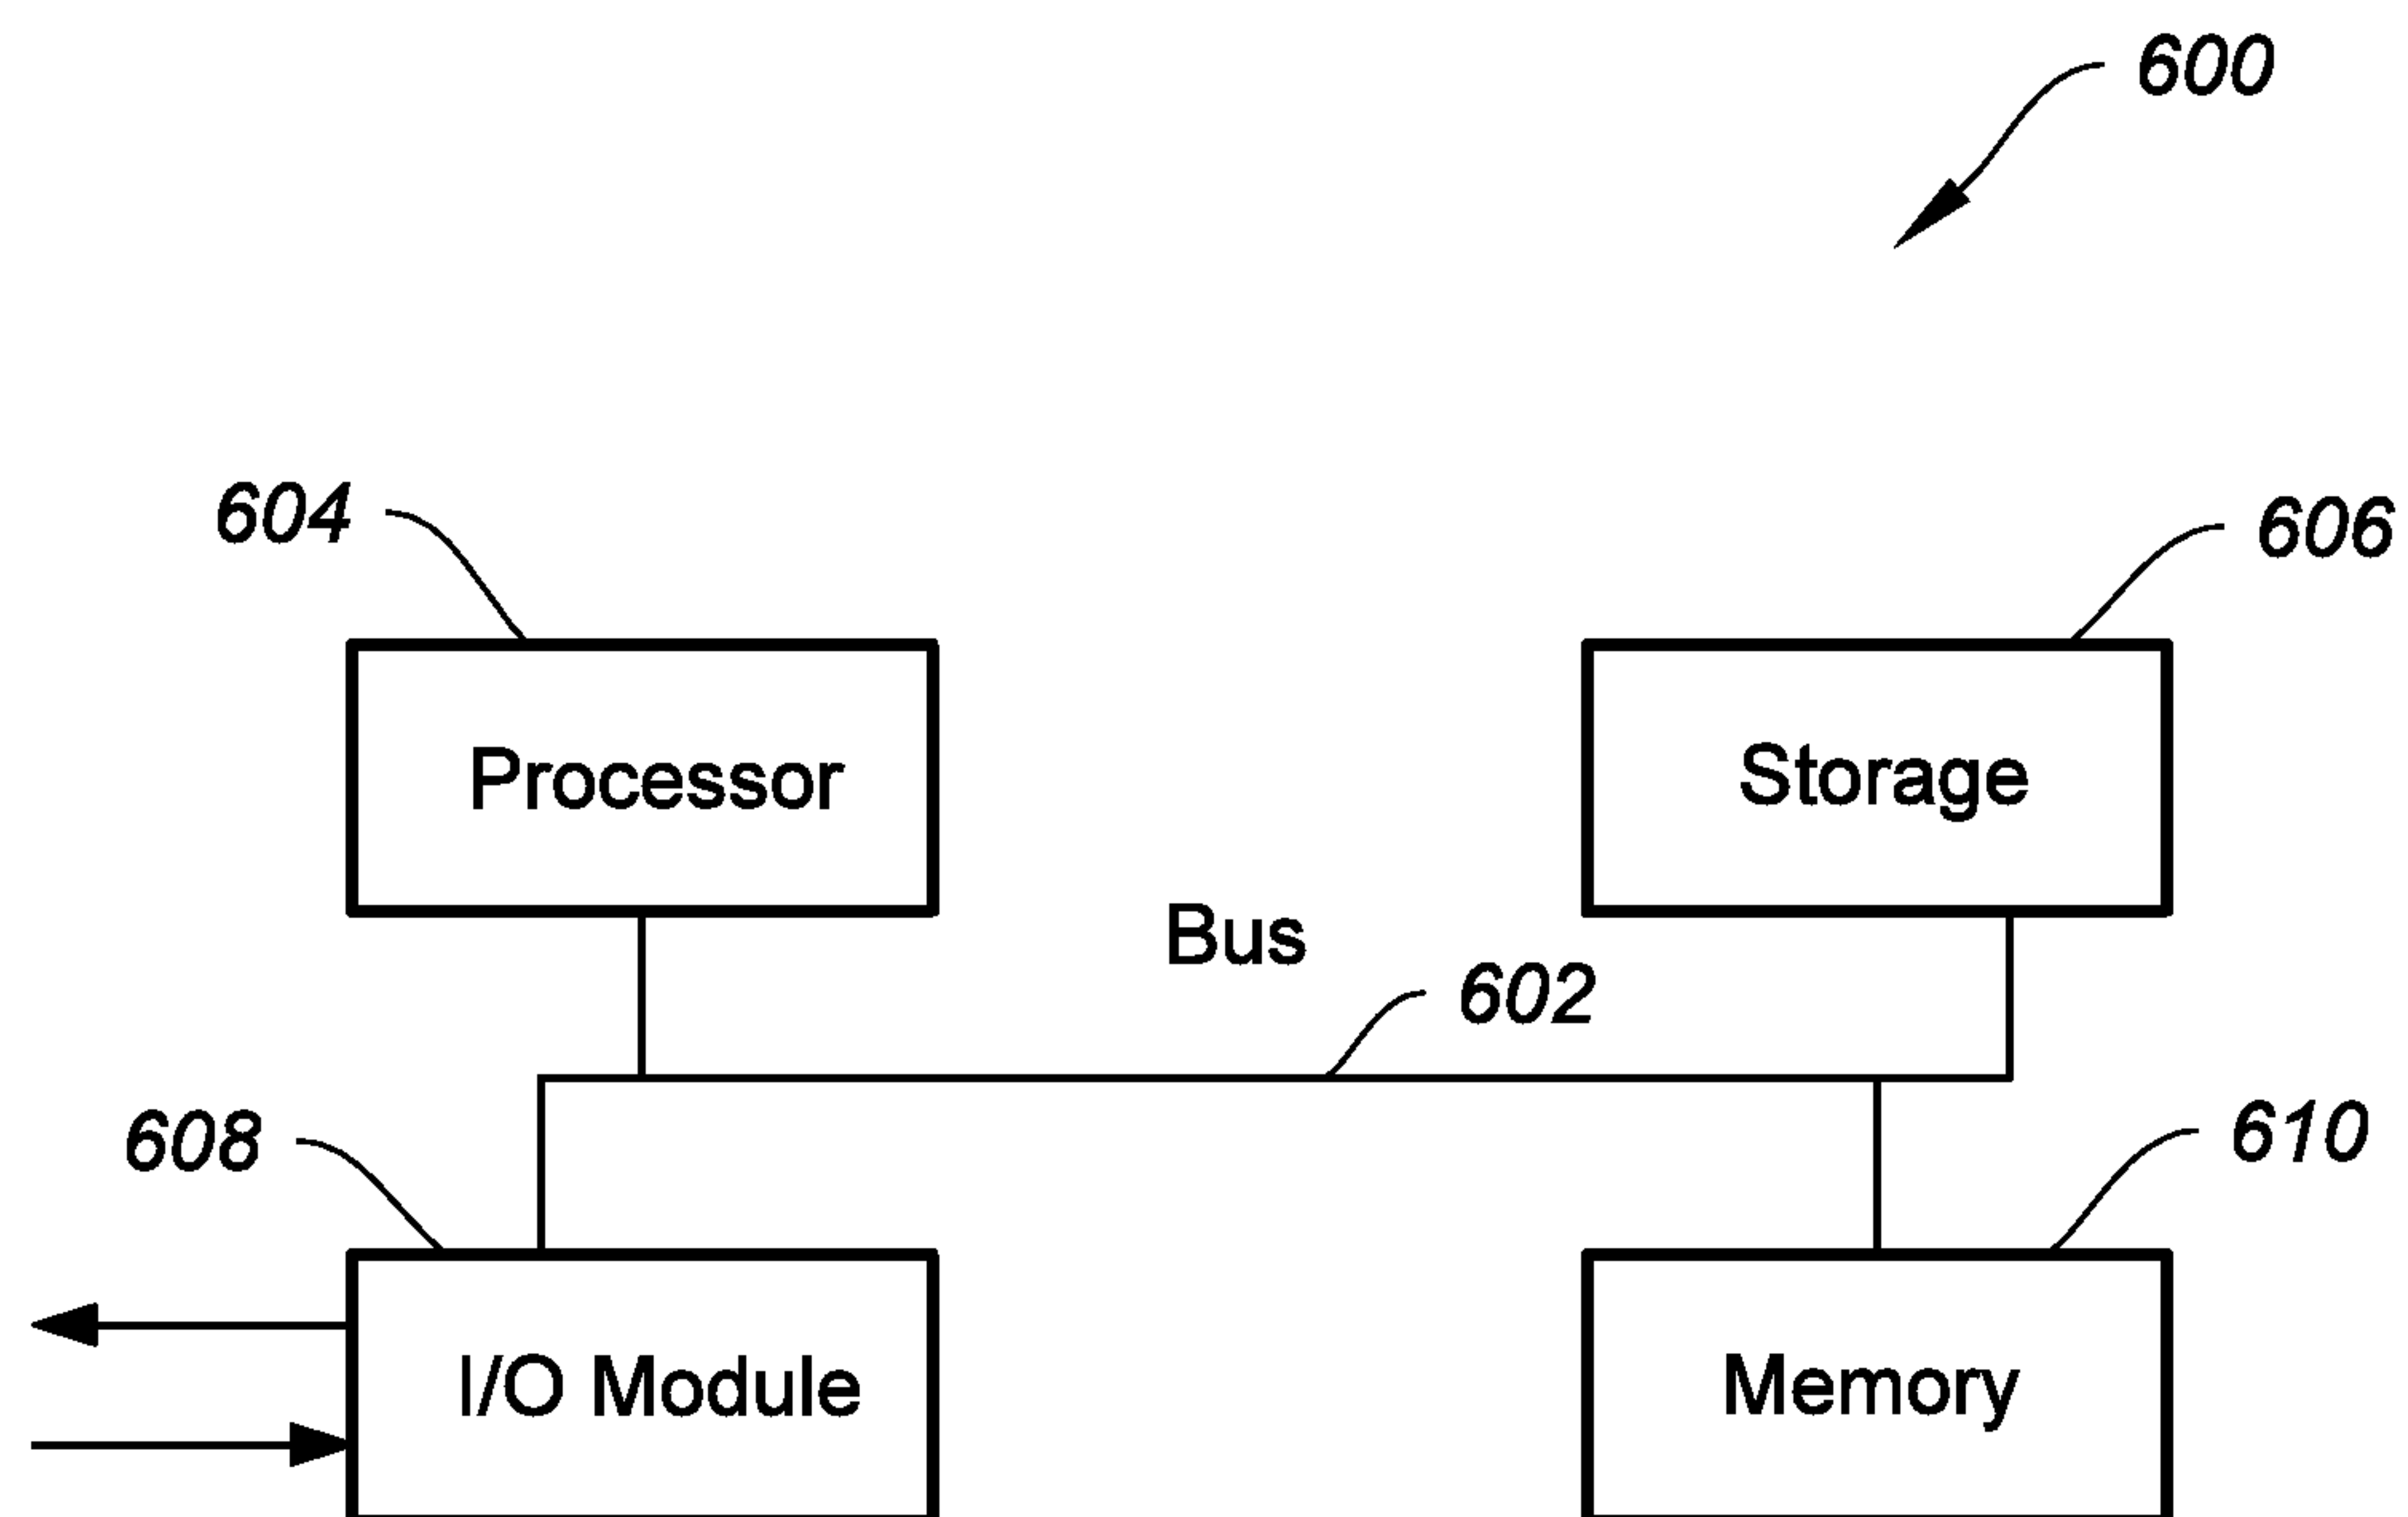 600
604
606
Processor
Storage
Bus
602
608
610
I/O Module
Memory